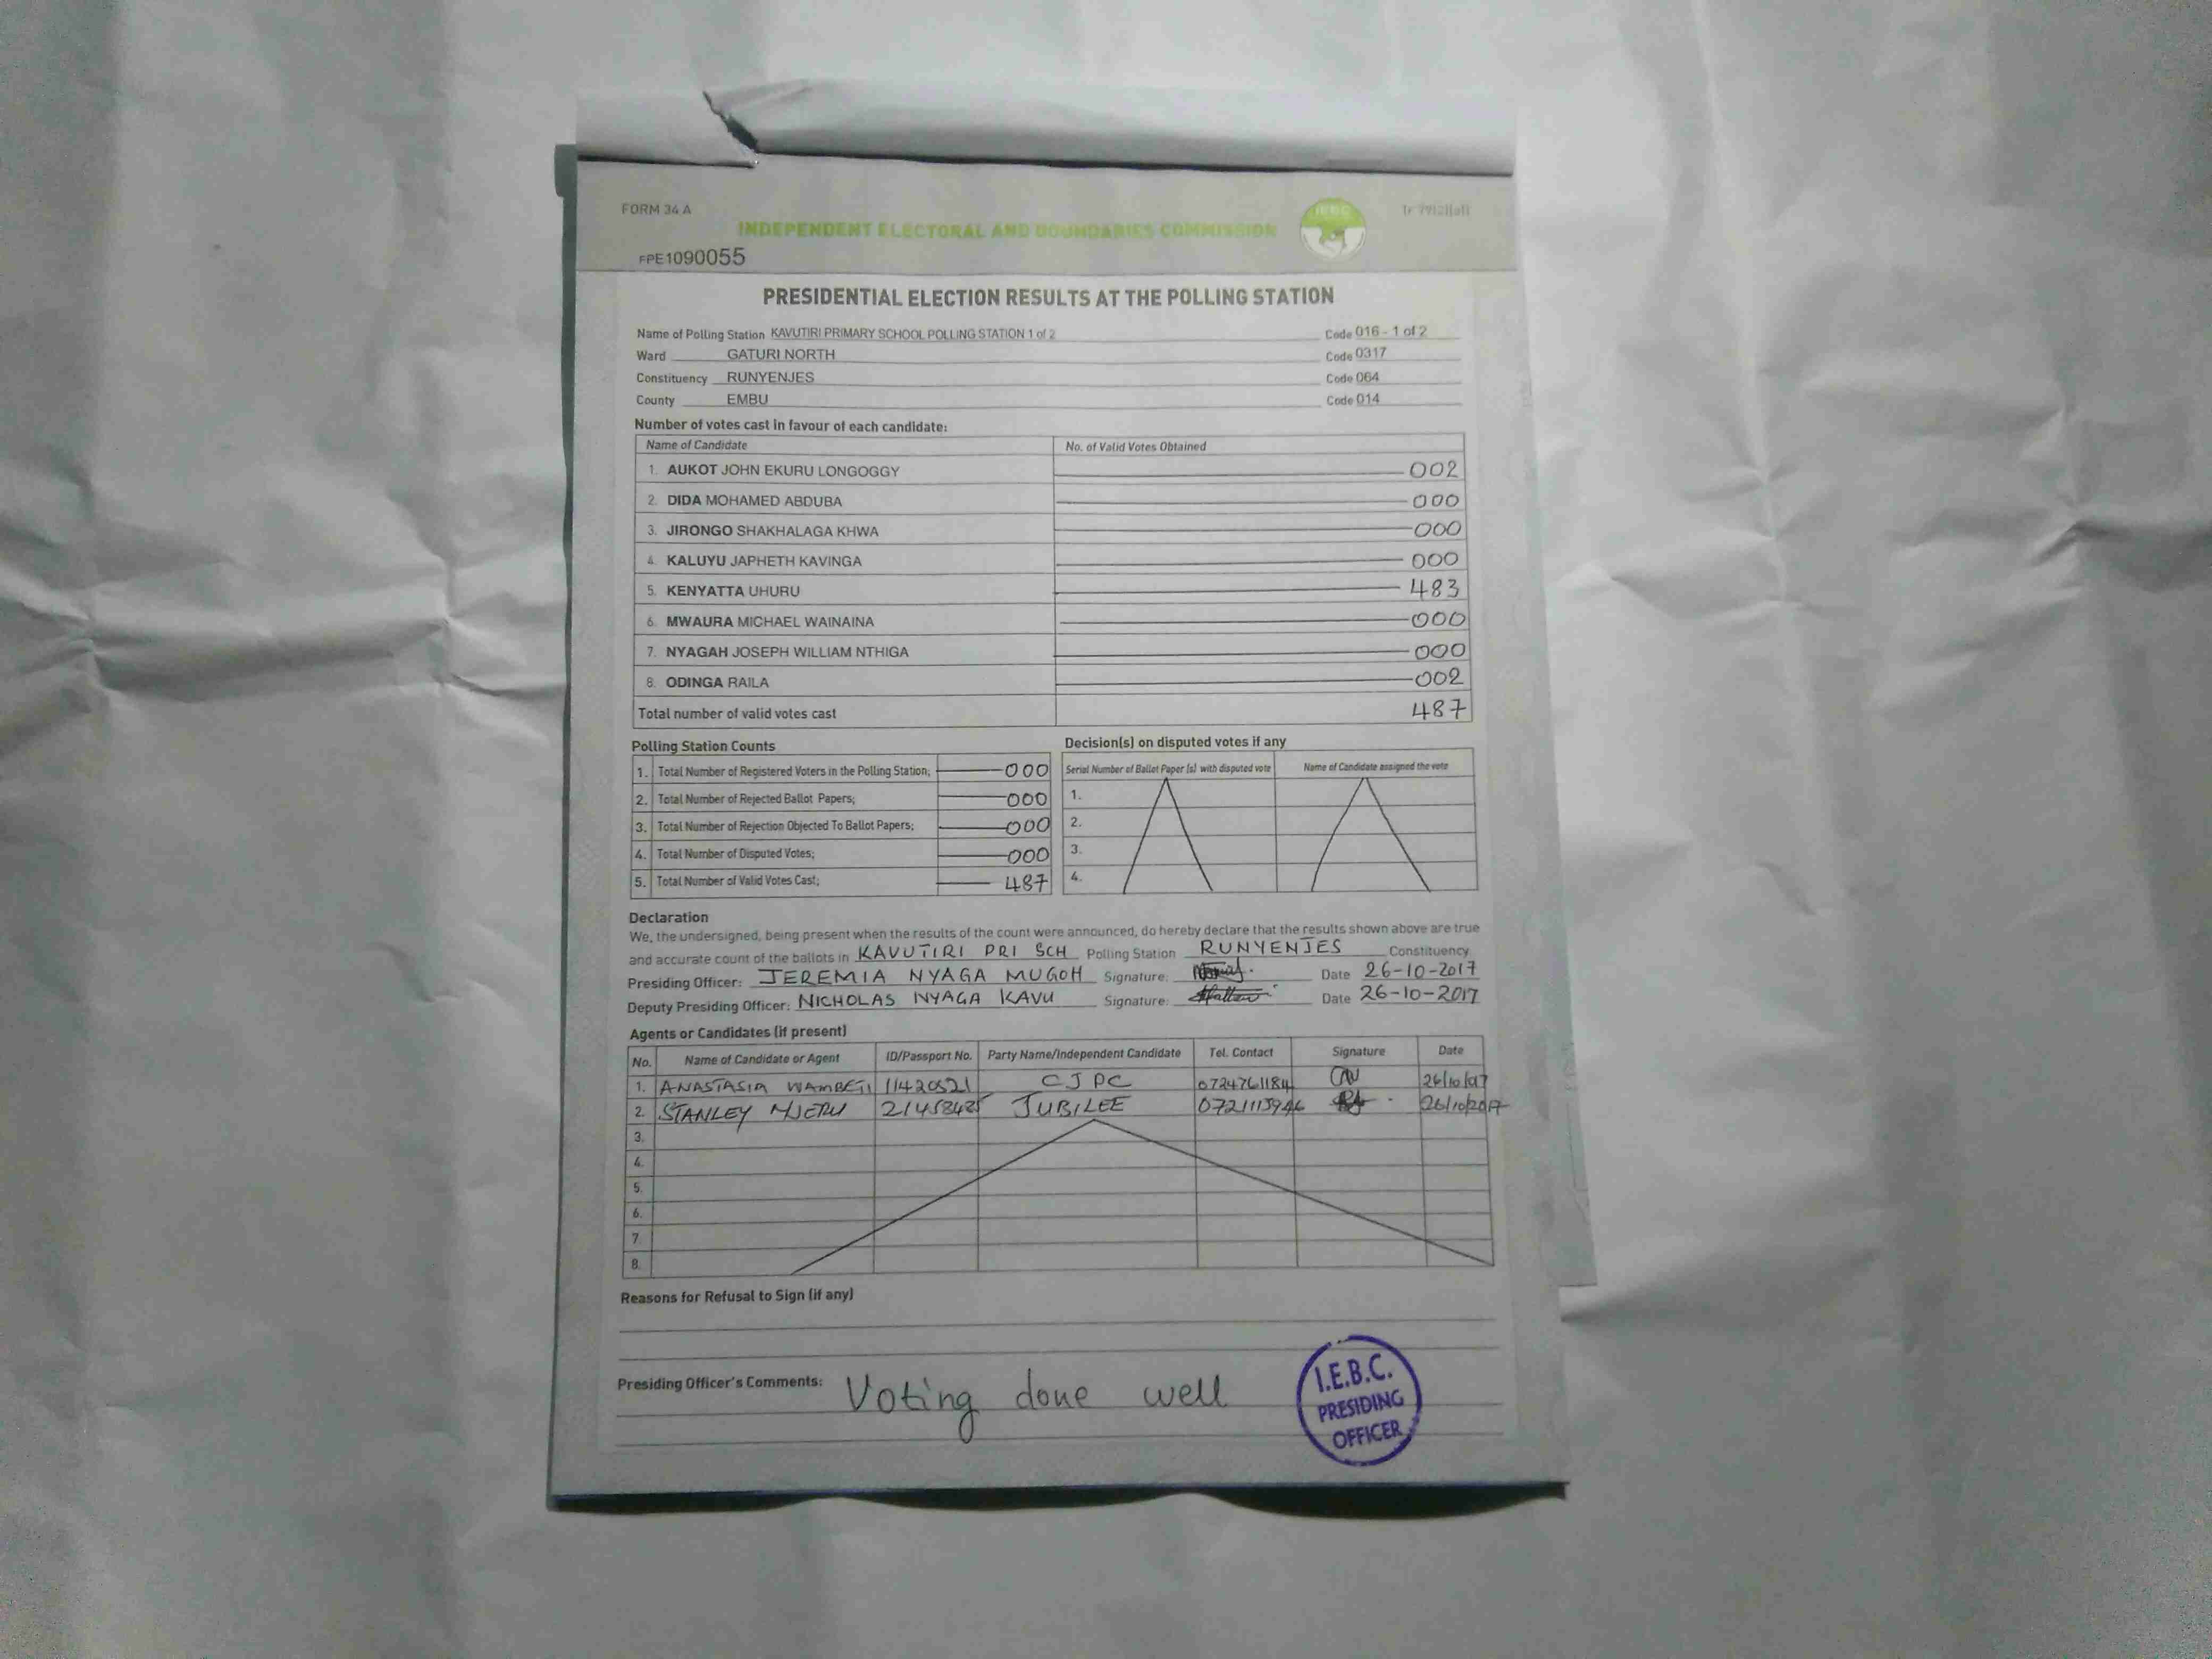 FORM 34 A
INDEPENDENT ELECTORAL AND BOUNDARIES COMMISSION
IEBC
FPE1090055
PRESIDENTIAL ELECTION RESULTS AT THE POLLING STATION
Name of Polling Station KAVUTIRI PRIMARY SCHOOL POLLING STATION 1 of 2 Code 016 - 1 of 2
Ward GATURI NORTH Code 0317
Constituency RUNYENJES Code 064
County EMBU Code 014
Number of votes cast in favour of each candidate:
Name of Candidate No. of Valid Votes Obtained
1. AUKOT JOHN EKURU LONGOGGY 002
2. DIDA MOHAMED ABDUBA 000
3. JIRONGO SHAKHALAGA KHWA 000
4. KALUYU JAPHETH KAVINGA 000
5. KENYATTA UHURU 483
6. MWAURA MICHAEL WAINAINA 000
7. NYAGAH JOSEPH WILLIAM NTHIGA 000
8. ODINGA RAILA 002
Total number of valid votes cast 487
Polling Station Counts
1. Total Number of Registered Voters in the Polling Station; 000
2. Total Number of Rejected Ballot Papers; 000
3. Total Number of Rejection Objected To Ballot Papers; 000
4. Total Number of Disputed Votes; 000
5. Total Number of Valid Votes Cast; 487
Decision(s) on disputed votes if any
Serial Number of Ballot Paper (s) with disputed vote Name of Candidate assigned the vote
1.
2.
3.
4.
Declaration
We, the undersigned, being present when the results of the count were announced, do hereby declare that the results shown above are true
and accurate count of the ballots in KAVUTIRI PRI SCH Polling Station RUNYENJES Constituency
Presiding Officer: JEREMIA NYAGA MUGOH Signature: Date 26-10-2017
Deputy Presiding Officer: NICHOLAS NYAGA KAVU Signature: Date 26-10-2017
Agents or Candidates (if present)
No. Name of Candidate or Agent ID/Passport No. Party Name/Independent Candidate Tel. Contact Signature Date
1. ANASTASIA WAMBETI 11420521 CJPC 0724761184 26/10/017
2. STANLEY NJERU JUBILEE 26/10/2017
3.
4.
5.
6.
7.
8.
Reasons for Refusal to Sign (if any)
Presiding Officer's Comments: Voting done well
I.E.B.C.
PRESIDING
OFFICER